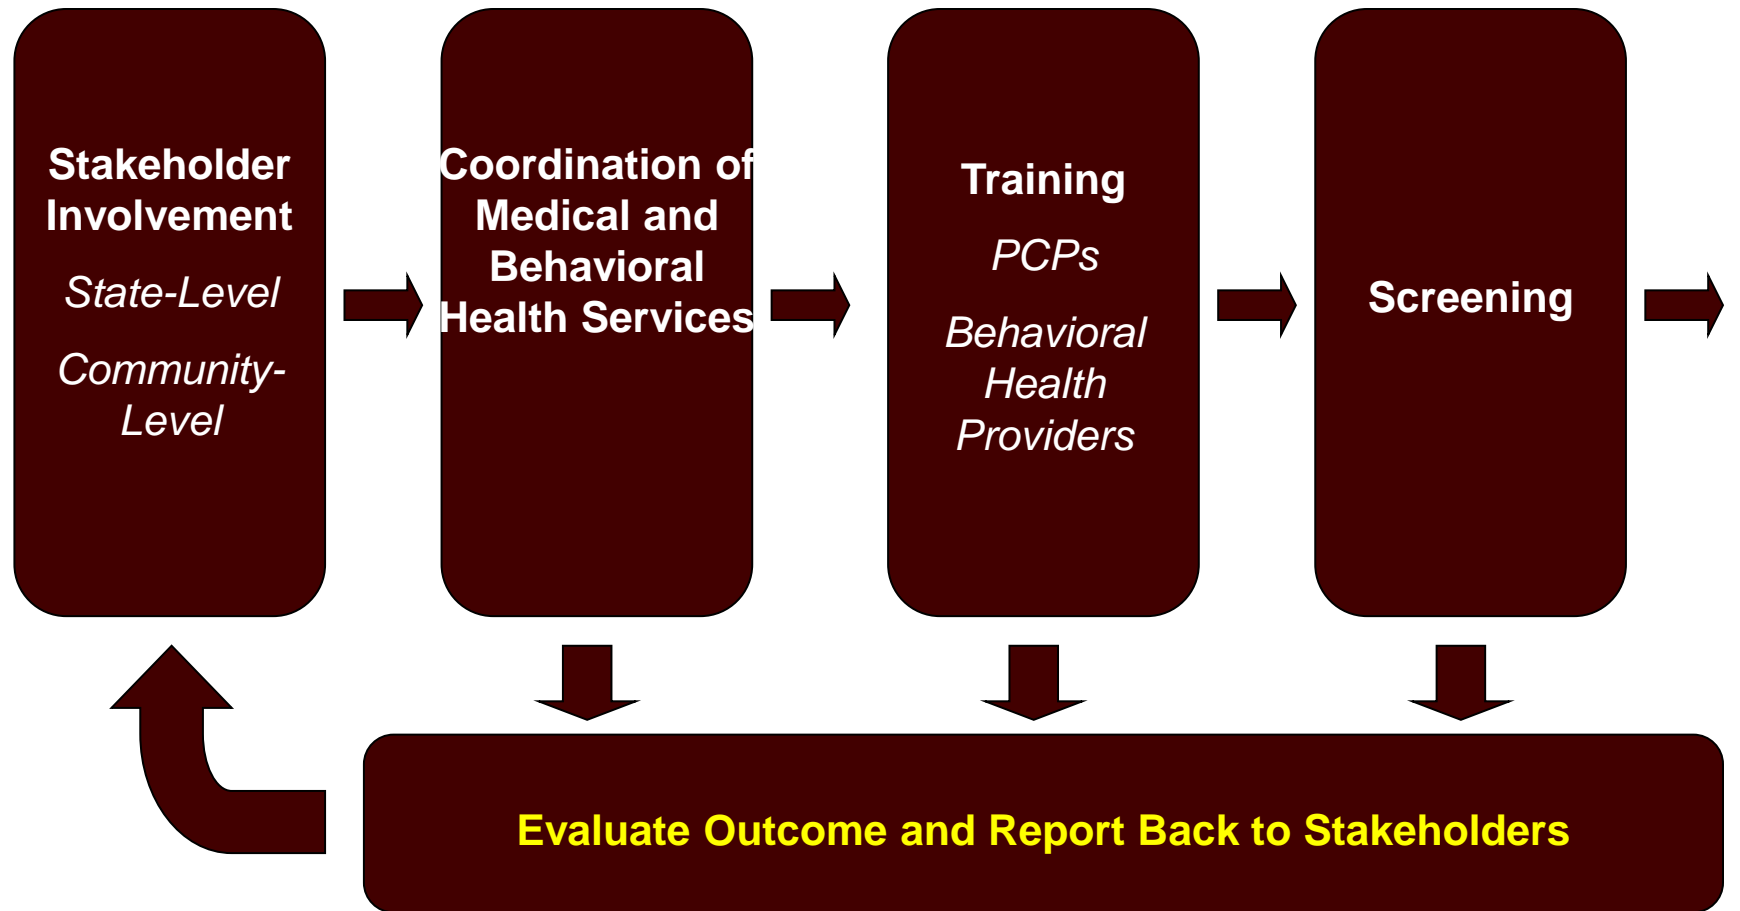 Stakeholder
Involvement
State-Level
Community-
Level
Coordination of
Medical and
Behavioral
Health Services
Training
PCPs
Behavioral
Health
Providers
Screening
Evaluate Outcome and Report Back to Stakeholders